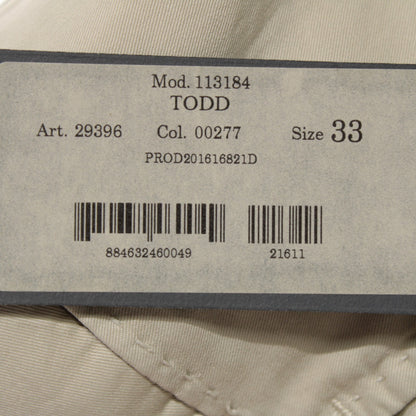 Mod. 113184
TODD
Art. 29396 Col. 00277 Size 33
PROD201616821D
884632460049 21611